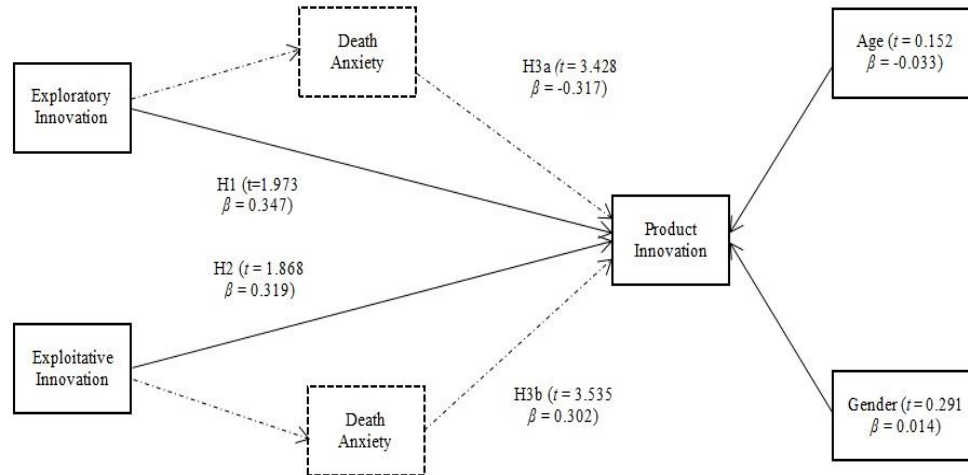 Death
Anxiety
Exploratory
Innovation
H3a (t = 3.428
β = -0.317)
Age (t = 0.152
β = -0.033)
H1 (t=1.973
β = 0.347)
Product
Innovation
H2 (t = 1.868
β = 0.319)
Exploitative
Innovation
Death
Anxiety
H3b (t = 3.535
β = 0.302)
Gender (t = 0.291
β = 0.014)